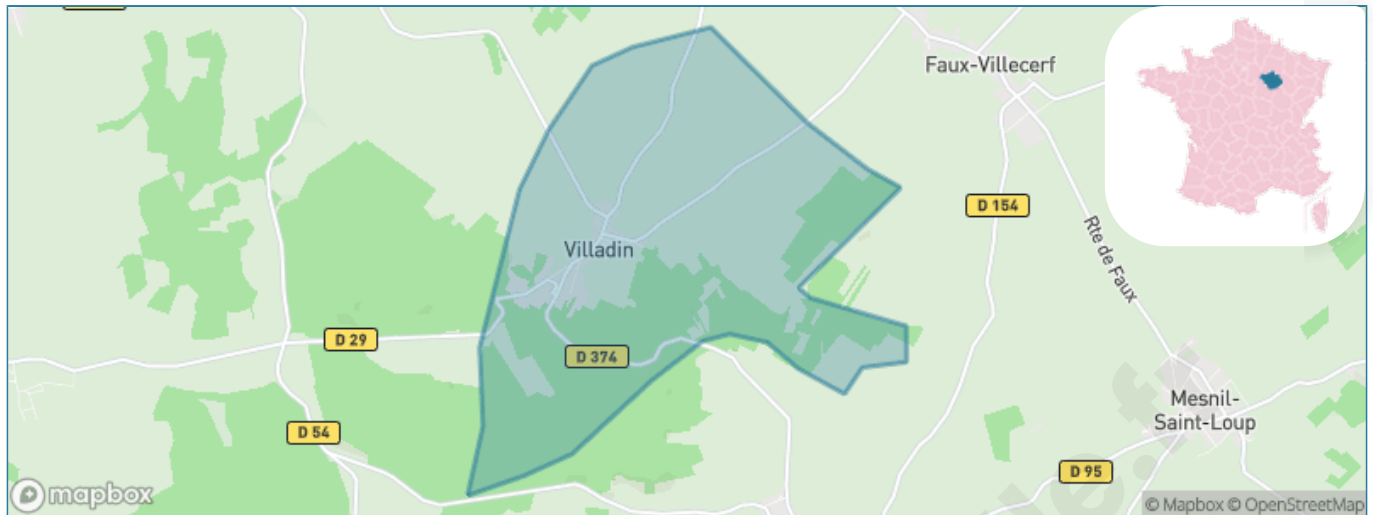 Faux-Villecerf
D 154
Rte de Faux
Villadin
D 29
D 374
D 54
Mesnil-
Saint-Loup
D 95
mapbox
© Mapbox © OpenStreetMap